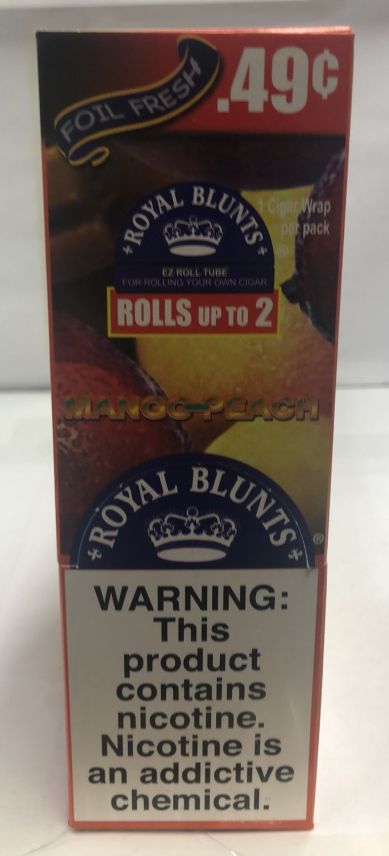 FOIL FRESH
.49¢
ROYAL BLUNTS
1 Cigar Wrap
per pack
®
EZ ROLL TUBE
FOR ROLLING YOUR OWN CIGAR
ROLLS UP TO 2
MANGO-PEACH
ROYAL BLUNTS
®
WARNING:
This
product
contains
nicotine.
Nicotine is
an addictive
chemical.